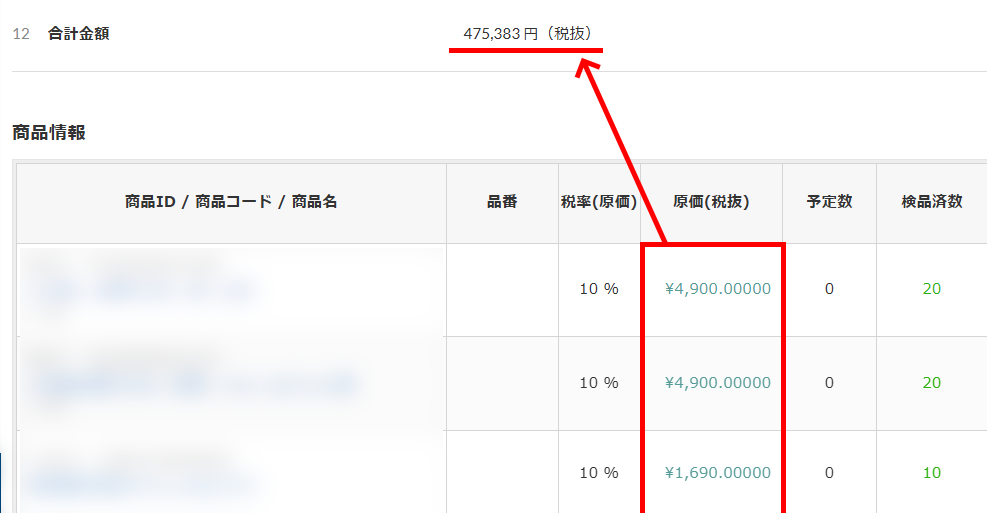 12 合計金額 475,383 円（税抜）
商品情報
商品ID / 商品コード / 商品名 品番 税率(原価) 原価(税抜) 予定数 検品済数
10 % ¥4,900.00000 0 20
10 % ¥4,900.00000 0 20
10 % ¥1,690.00000 0 10